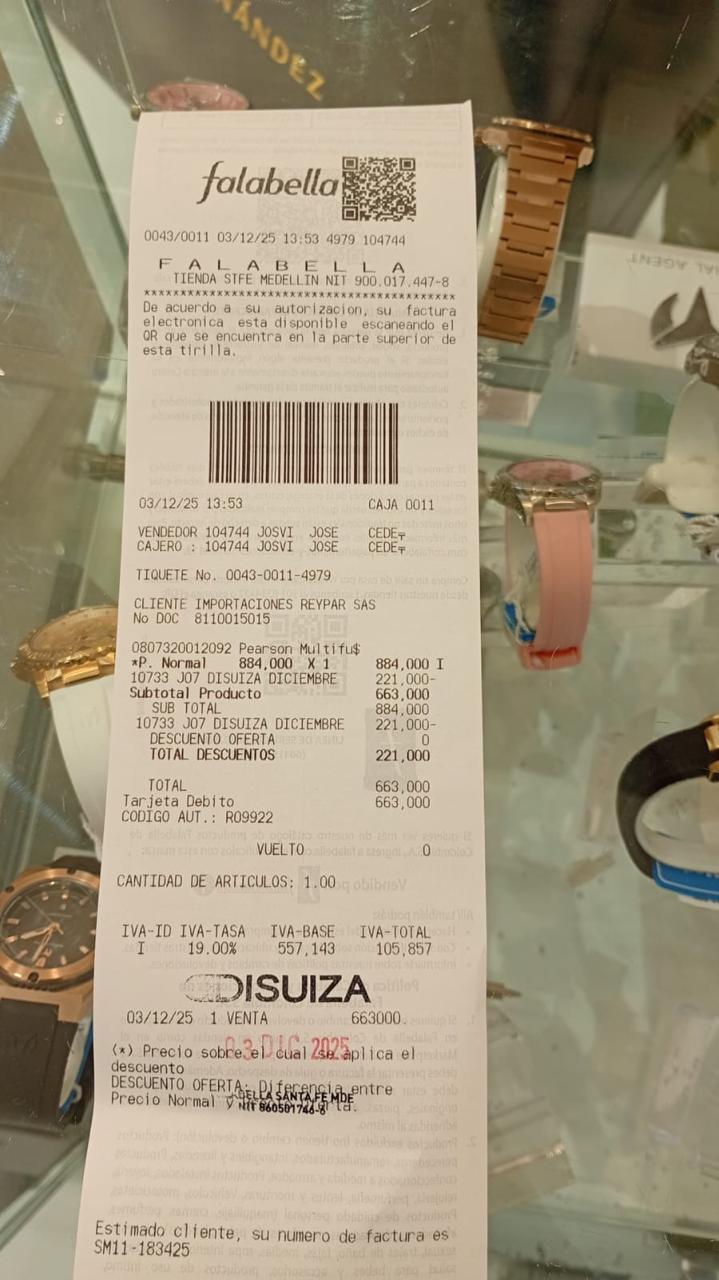 NÁNDEZ
falabella
0043/0011 03/12/25 13:53 4979 104744
F A L A B E L L A
TIENDA STFE MEDELLIN NIT 900.017.447-8
********************************************
De acuerdo a su autorizacion, su factura
electronica esta disponible escaneando el
QR que se encuentra en la parte superior de
esta tirilla.
03/12/25 13:53 CAJA 0011
VENDEDOR 104744 JOSVI JOSE CEDE╤
CAJERO : 104744 JOSVI JOSE CEDE╤
TIQUETE No. 0043-0011-4979
CLIENTE IMPORTACIONES REYPAR SAS
No DOC 8110015015
0807320012092 Pearson Multifu$
*P. Normal 884,000 X 1 884,000 I
10733 J07 DISUIZA DICIEMBRE 221,000-
Subtotal Producto 663,000
SUB TOTAL 884,000
10733 J07 DISUIZA DICIEMBRE 221,000-
DESCUENTO OFERTA 0
TOTAL DESCUENTOS 221,000
TOTAL 663,000
Tarjeta Debito 663,000
CODIGO AUT.: R09922
VUELTO 0
CANTIDAD DE ARTICULOS: 1.00
IVA-ID IVA-TASA IVA-BASE IVA-TOTAL
I 19.00% 557,143 105,857
DISUIZA
03/12/25 1 VENTA 663000.
03 DIC 2025
(*) Precio sobre el cual se aplica el
descuento
DESCUENTO OFERTA: Diferencia entre
Precio Normal y
BELLA SANTA FE MDE
NIT 860501746-6
Estimado cliente, su numero de factura es
SM11-183425